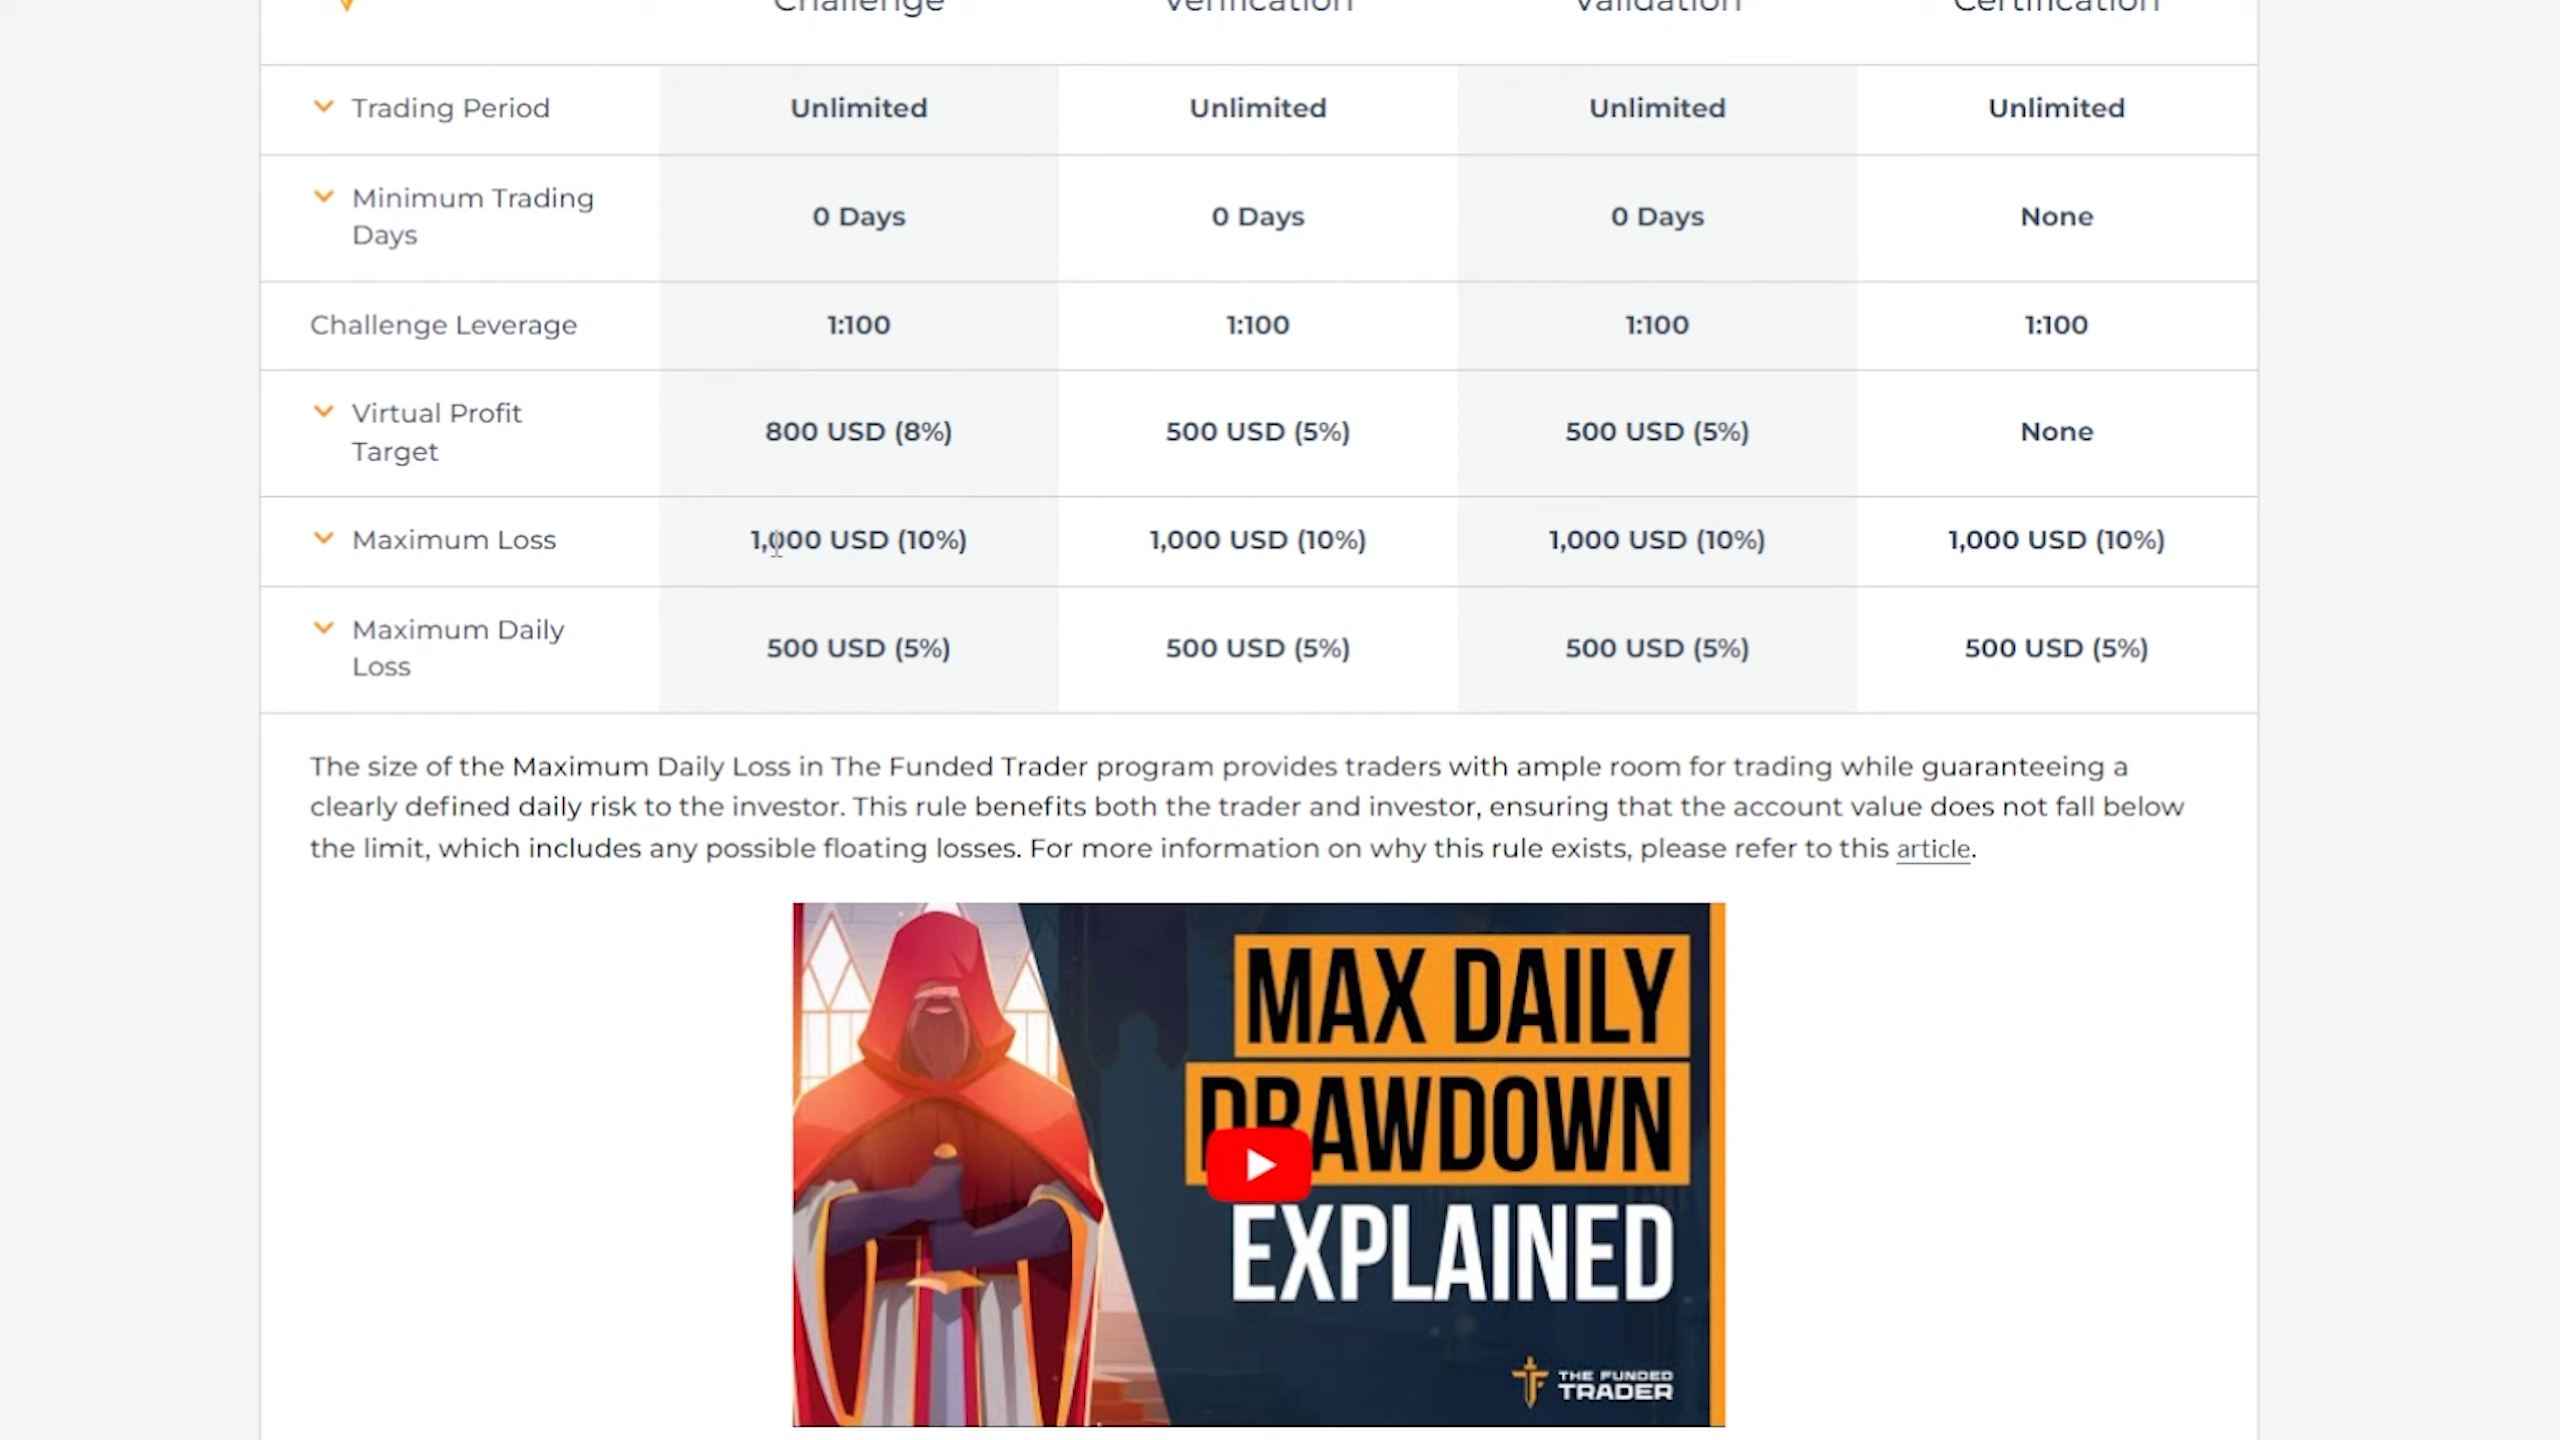 Challenge Verification Validation Certification
Trading Period Unlimited Unlimited Unlimited Unlimited
Minimum Trading
Days 0 Days 0 Days 0 Days None
Challenge Leverage 1:100 1:100 1:100 1:100
Virtual Profit
Target 800 USD (8%) 500 USD (5%) 500 USD (5%) None
Maximum Loss 1,000 USD (10%) 1,000 USD (10%) 1,000 USD (10%) 1,000 USD (10%)
Maximum Daily
Loss 500 USD (5%) 500 USD (5%) 500 USD (5%) 500 USD (5%)
The size of the Maximum Daily Loss in The Funded Trader program provides traders with ample room for trading while guaranteeing a
clearly defined daily risk to the investor. This rule benefits both the trader and investor, ensuring that the account value does not fall below
the limit, which includes any possible floating losses. For more information on why this rule exists, please refer to this article.
MAX DAILY
DRAWDOWN
EXPLAINED
THE FUNDED
TRADER